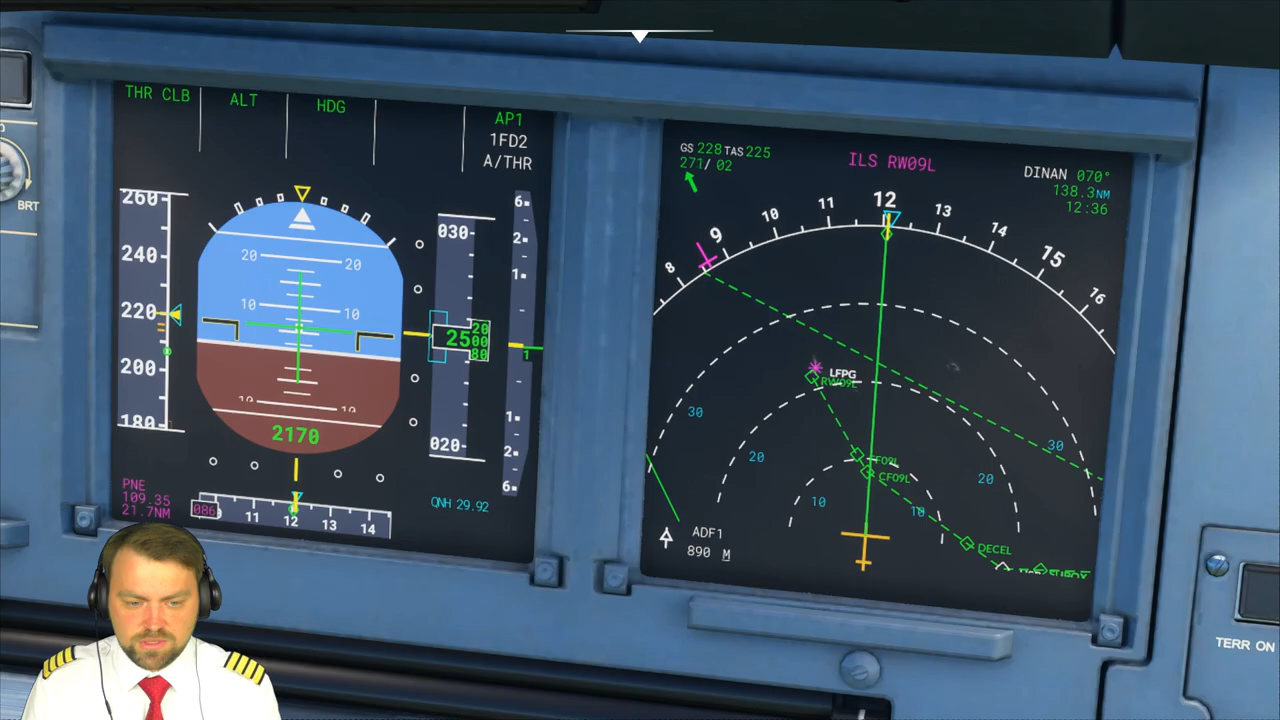 THR CLB ALT HDG AP1
1FD2
A/THR
260
240
220
200
180
20 20
10 10
10 10
2170
030
25 20
00
80
020
6
2
1
1
1
2
6
PNE
109.35
21.7NM
086
11 12 13 14
QNH 29.92
BRT
GS 228 TAS 225
271/ 02
ILS RW09L
DINAN 070°
138.3NM
12:36
8 9 10 11 12 13 14 15 16
LFPG
RW09L
30 30
20 20
10 10
FF09L
CF09L
DECEL
ADF1
890 M
TERR ON